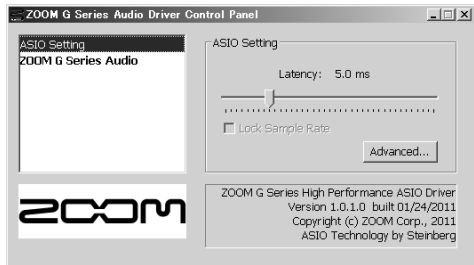 ZOOM G Series Audio Driver Control Panel
ASIO Setting
ZOOM G Series Audio
ASIO Setting
Latency: 5.0 ms
Lock Sample Rate
Advanced...
ZOOM
ZOOM G Series High Performance ASIO Driver
Version 1.0.1.0 built 01/24/2011
Copyright (c) ZOOM Corp., 2011
ASIO Technology by Steinberg